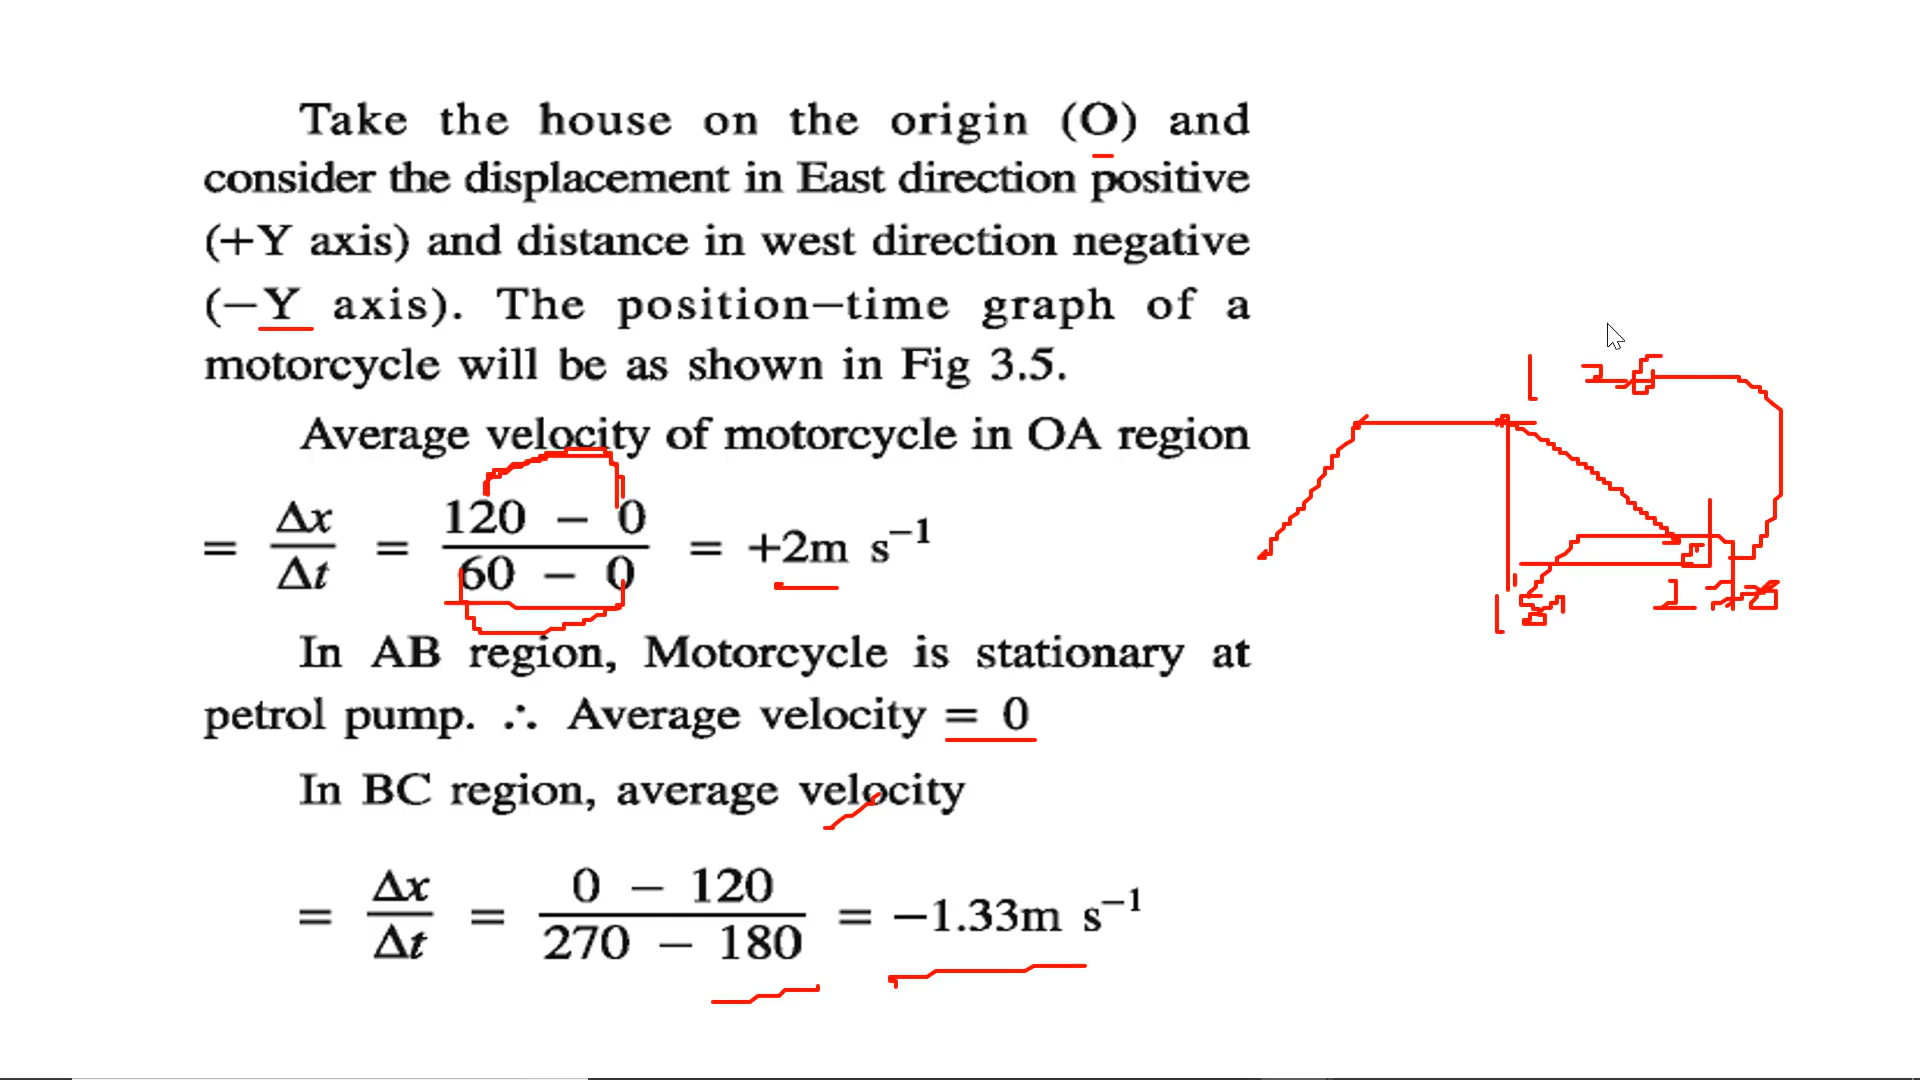 Take the house on the origin (O) and
consider the displacement in East direction positive
(+Y axis) and distance in west direction negative
(−Y axis). The position−time graph of a
motorcycle will be as shown in Fig 3.5.
Average velocity of motorcycle in OA region
= Δx/Δt = (120 − 0)/(60 − 0) = +2m s⁻¹
In AB region, Motorcycle is stationary at
petrol pump. ∴ Average velocity = 0
In BC region, average velocity
= Δx/Δt = (0 − 120)/(270 − 180) = −1.33m s⁻¹